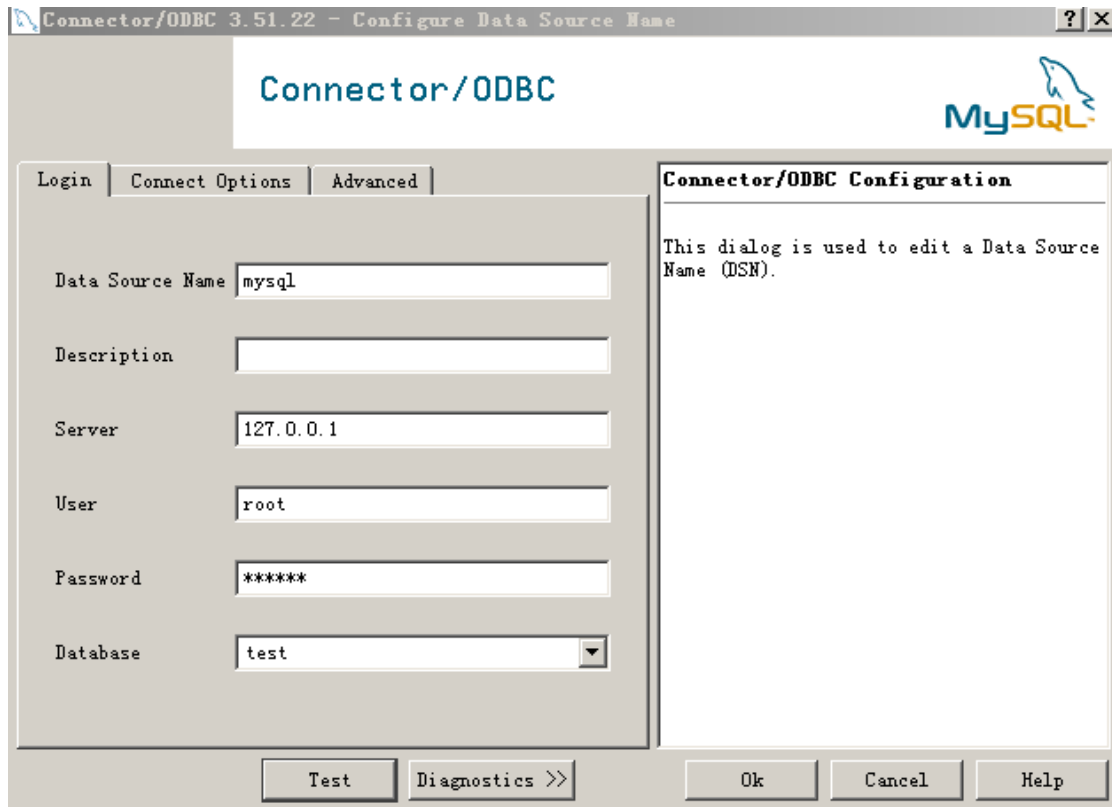 Connector/ODBC 3.51.22 - Configure Data Source Name
Connector/ODBC
MySQL
Login
Connect Options
Advanced
Data Source Name
mysql
Description
Server
127.0.0.1
User
root
Password
******
Database
test
Connector/ODBC Configuration
This dialog is used to edit a Data Source
Name (DSN).
Test
Diagnostics >>
Ok
Cancel
Help